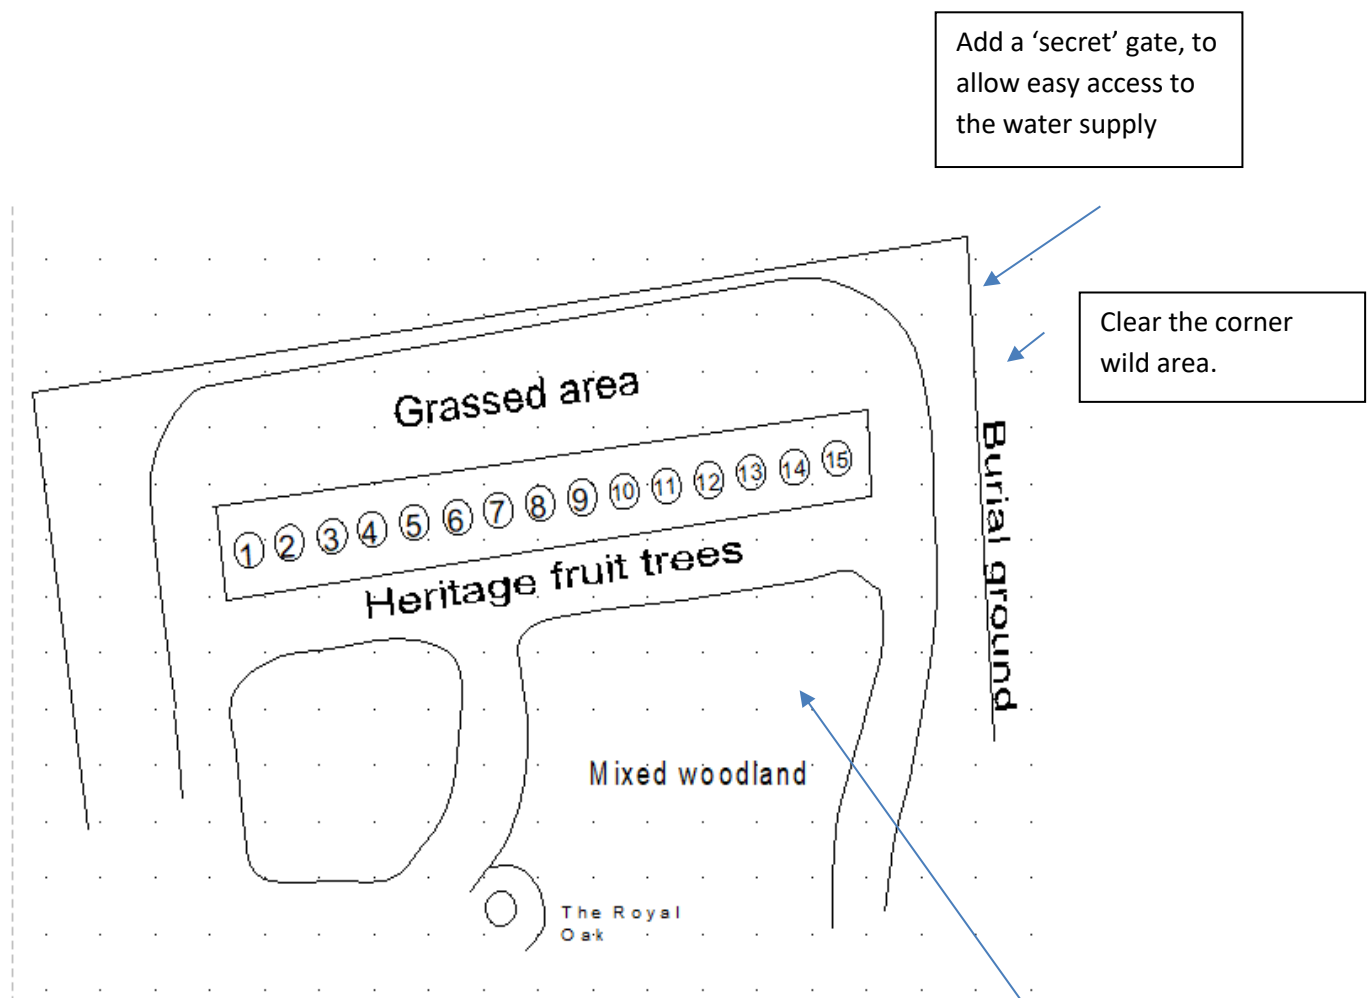 Add a ‘secret’ gate, to
allow easy access to
the water supply
Clear the corner
wild area.
Grassed area
1 2 3 4 5 6 7 8 9 10 11 12 13 14 15
Heritage fruit trees
Burial ground
Mixed woodland
The Royal
Oak